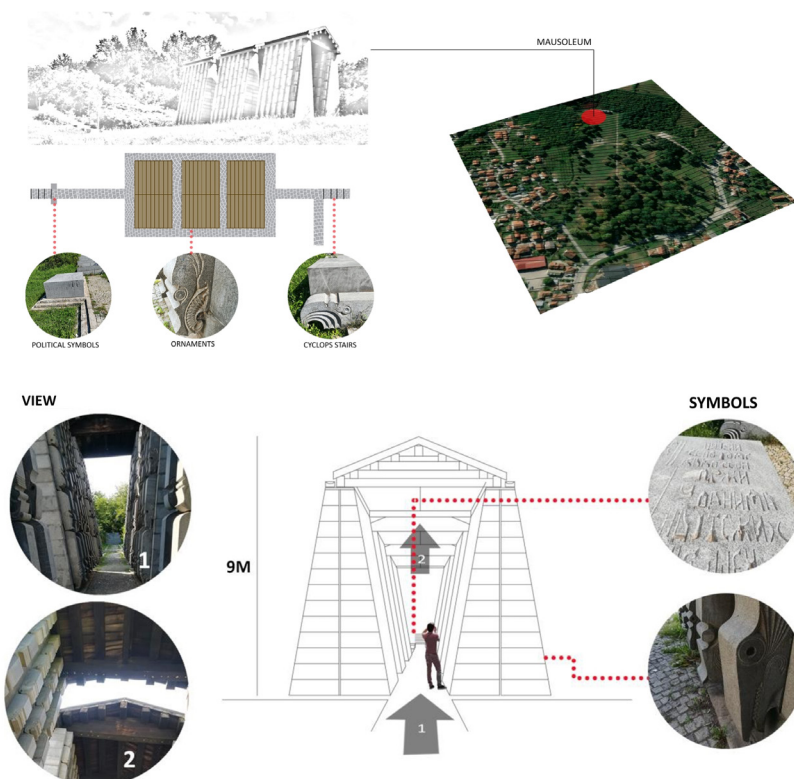 MAUSOLEUM
POLITICAL SYMBOLS
ORNAMENTS
CYCLOPS STAIRS
VIEW
SYMBOLS
1
9M
2
2
1